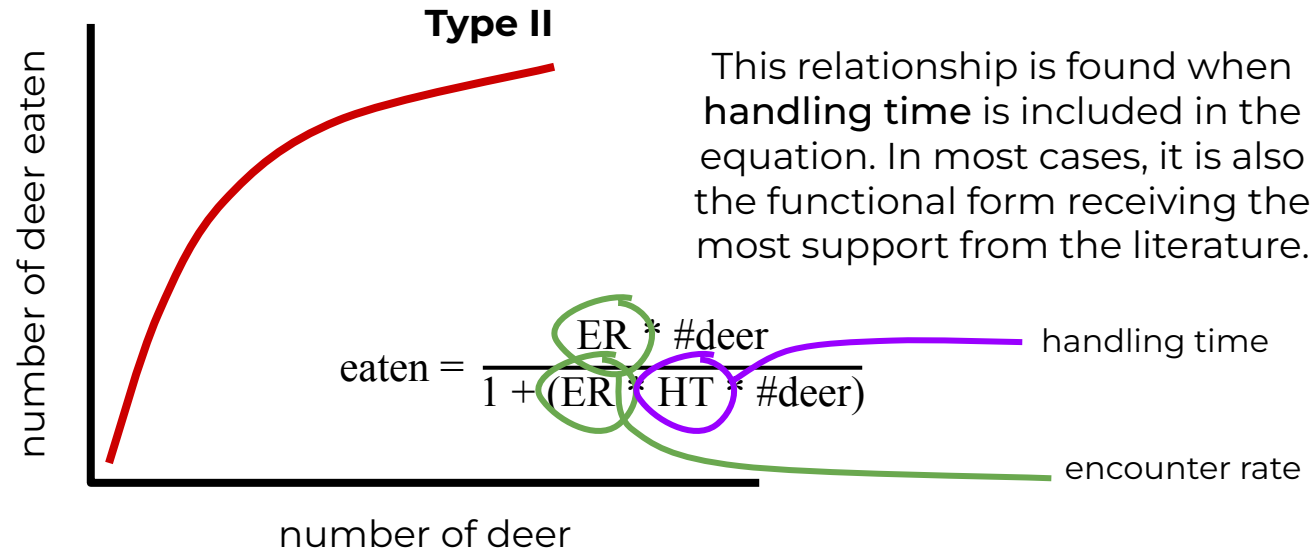 Type II
number of deer eaten
This relationship is found when
handling time is included in the
equation. In most cases, it is also
the functional form receiving the
most support from the literature.
ER * #deer
eaten =
1 + (ER * HT * #deer)
handling time
encounter rate
number of deer